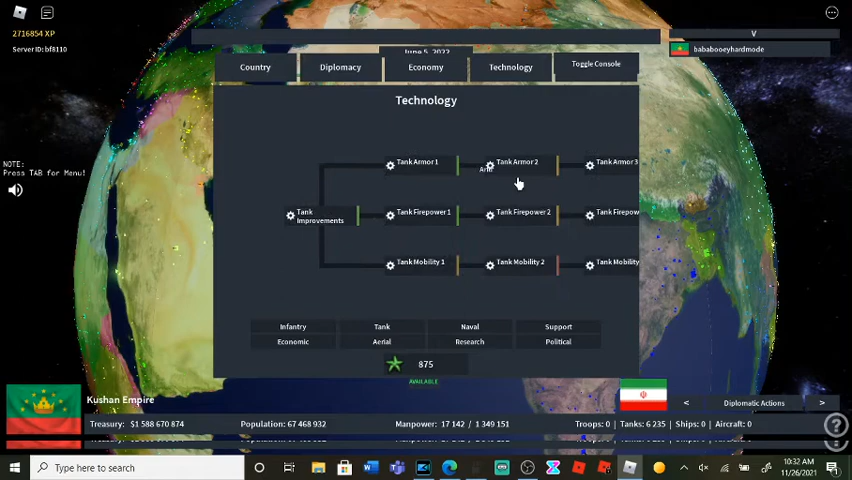 2716854 XP
Server ID: bf8110
June 5, 2022
V
bababooeyhardmode
Country
Diplomacy
Economy
Technology
Toggle Console
Technology
NOTE:
Press TAB for Menu!
Tank Armor 1
Tank Armor 2
Tank Armor 3
Tank
Improvements
Tank Firepower 1
Tank Firepower 2
Tank Firepow
Tank Mobility 1
Tank Mobility 2
Tank Mobility
Infantry
Tank
Naval
Support
Economic
Aerial
Research
Political
875
AVAILABLE
Kushan Empire
< Diplomatic Actions >
Treasury: $1 588 670 874
Population: 67 468 932
Manpower: 17 142 / 1 349 151
Troops: 0 | Tanks: 6 235 | Ships: 0 | Aircraft: 0
Type here to search
10:32 AM
11/26/2021